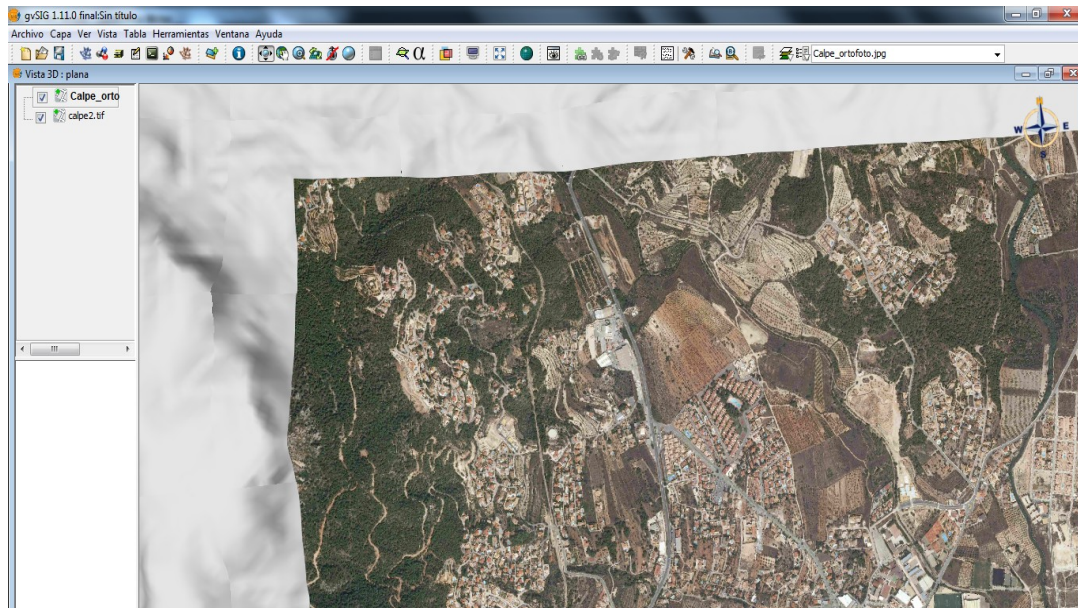 gvSIG 1.11.0 final:Sin título
Archivo Capa Ver Vista Tabla Herramientas Ventana Ayuda
Calpe_ortofoto.jpg
Vista 3D : plana
Calpe_orto
calpe2.tif
N
W E
S